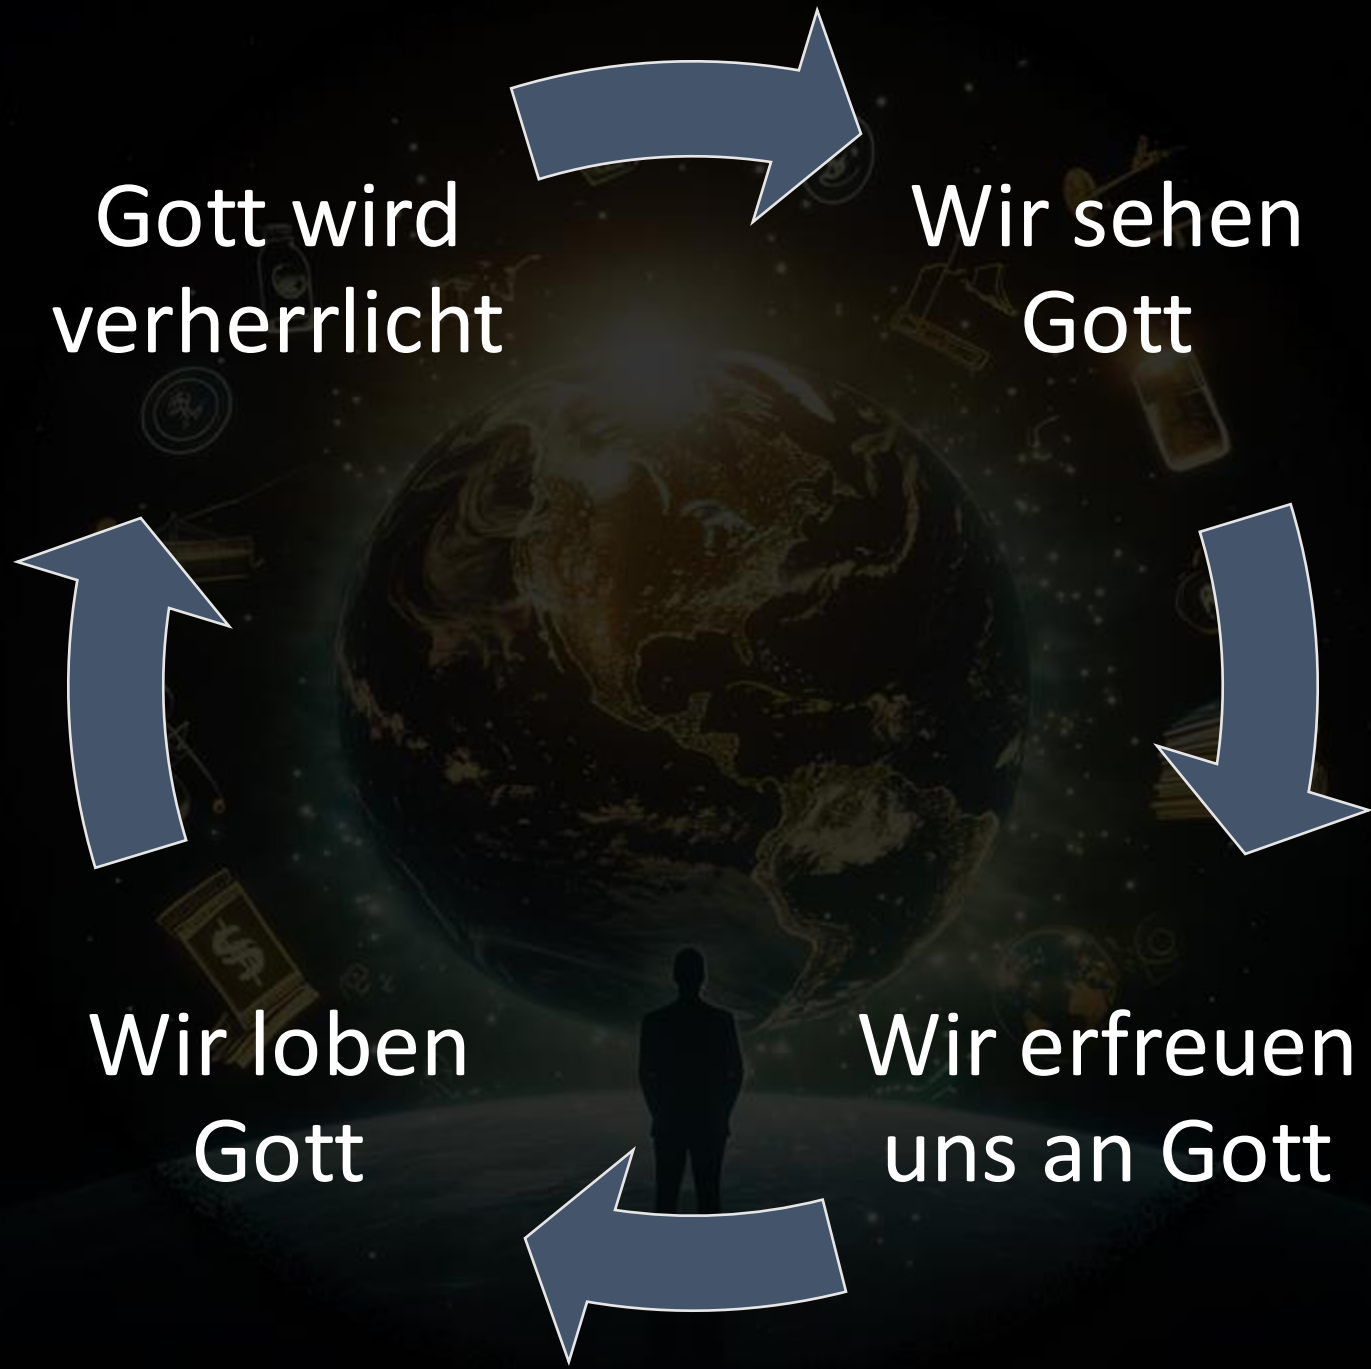 Gott wird
verherrlicht
Wir sehen
Gott
Wir erfreuen
uns an Gott
Wir loben
Gott
$